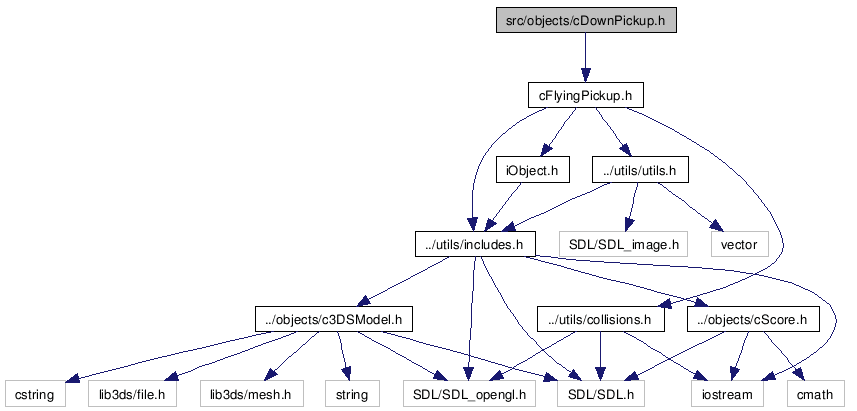 src/objects/cDownPickup.h
cFlyingPickup.h
iObject.h
../utils/utils.h
../utils/includes.h
SDL/SDL_image.h
vector
../objects/c3DSModel.h
../utils/collisions.h
../objects/cScore.h
cstring
lib3ds/file.h
lib3ds/mesh.h
string
SDL/SDL_opengl.h
SDL/SDL.h
iostream
cmath